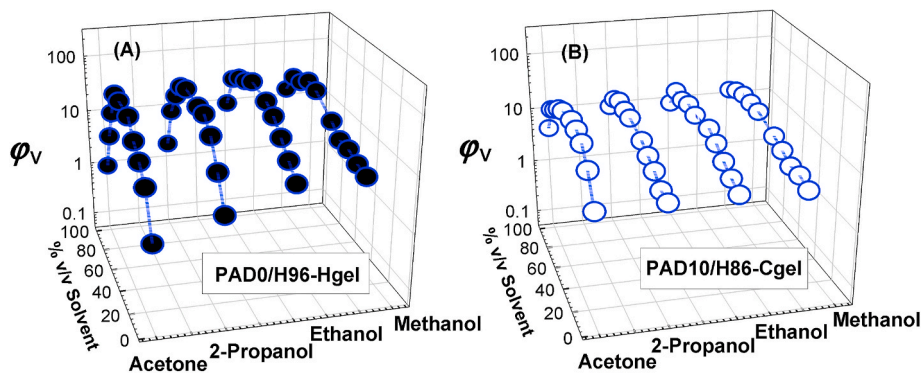 (A)
100
10
φV
1
0.1
100
80
60
40
20
0
% v/v Solvent
PAD0/H96-Hgel
Acetone
2-Propanol
Ethanol
Methanol
(B)
100
10
φV
1
0.1
100
80
60
40
20
0
% v/v Solvent
PAD10/H86-Cgel
Acetone
2-Propanol
Ethanol
Methanol